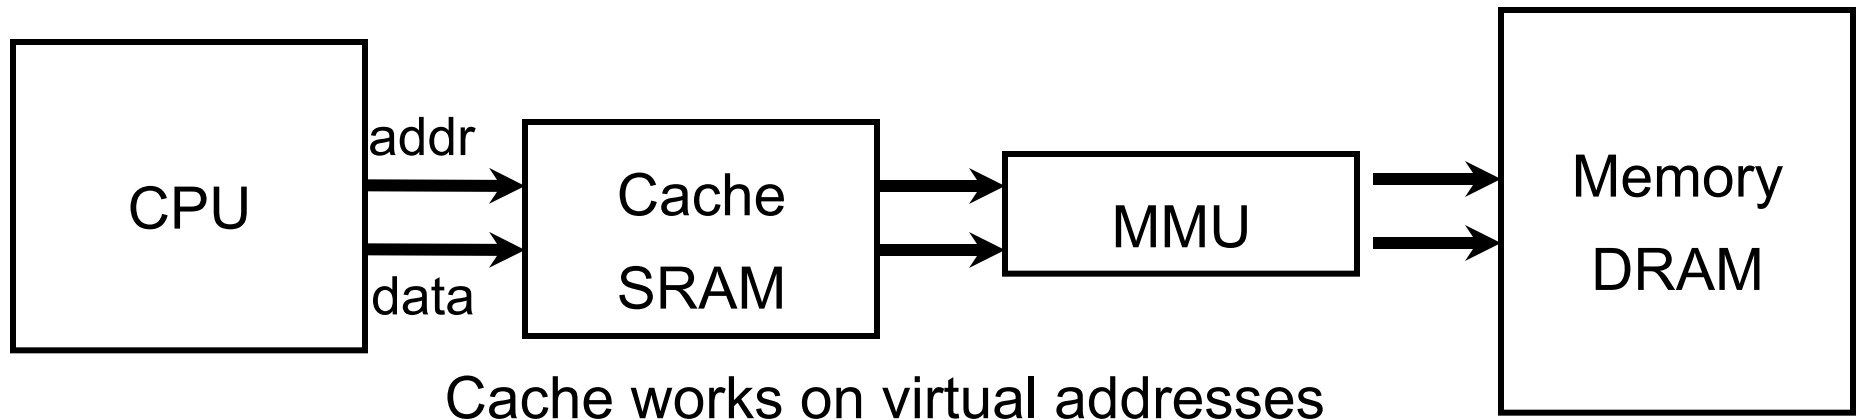 CPU
addr
data
Cache
SRAM
MMU
Memory
DRAM
Cache works on virtual addresses